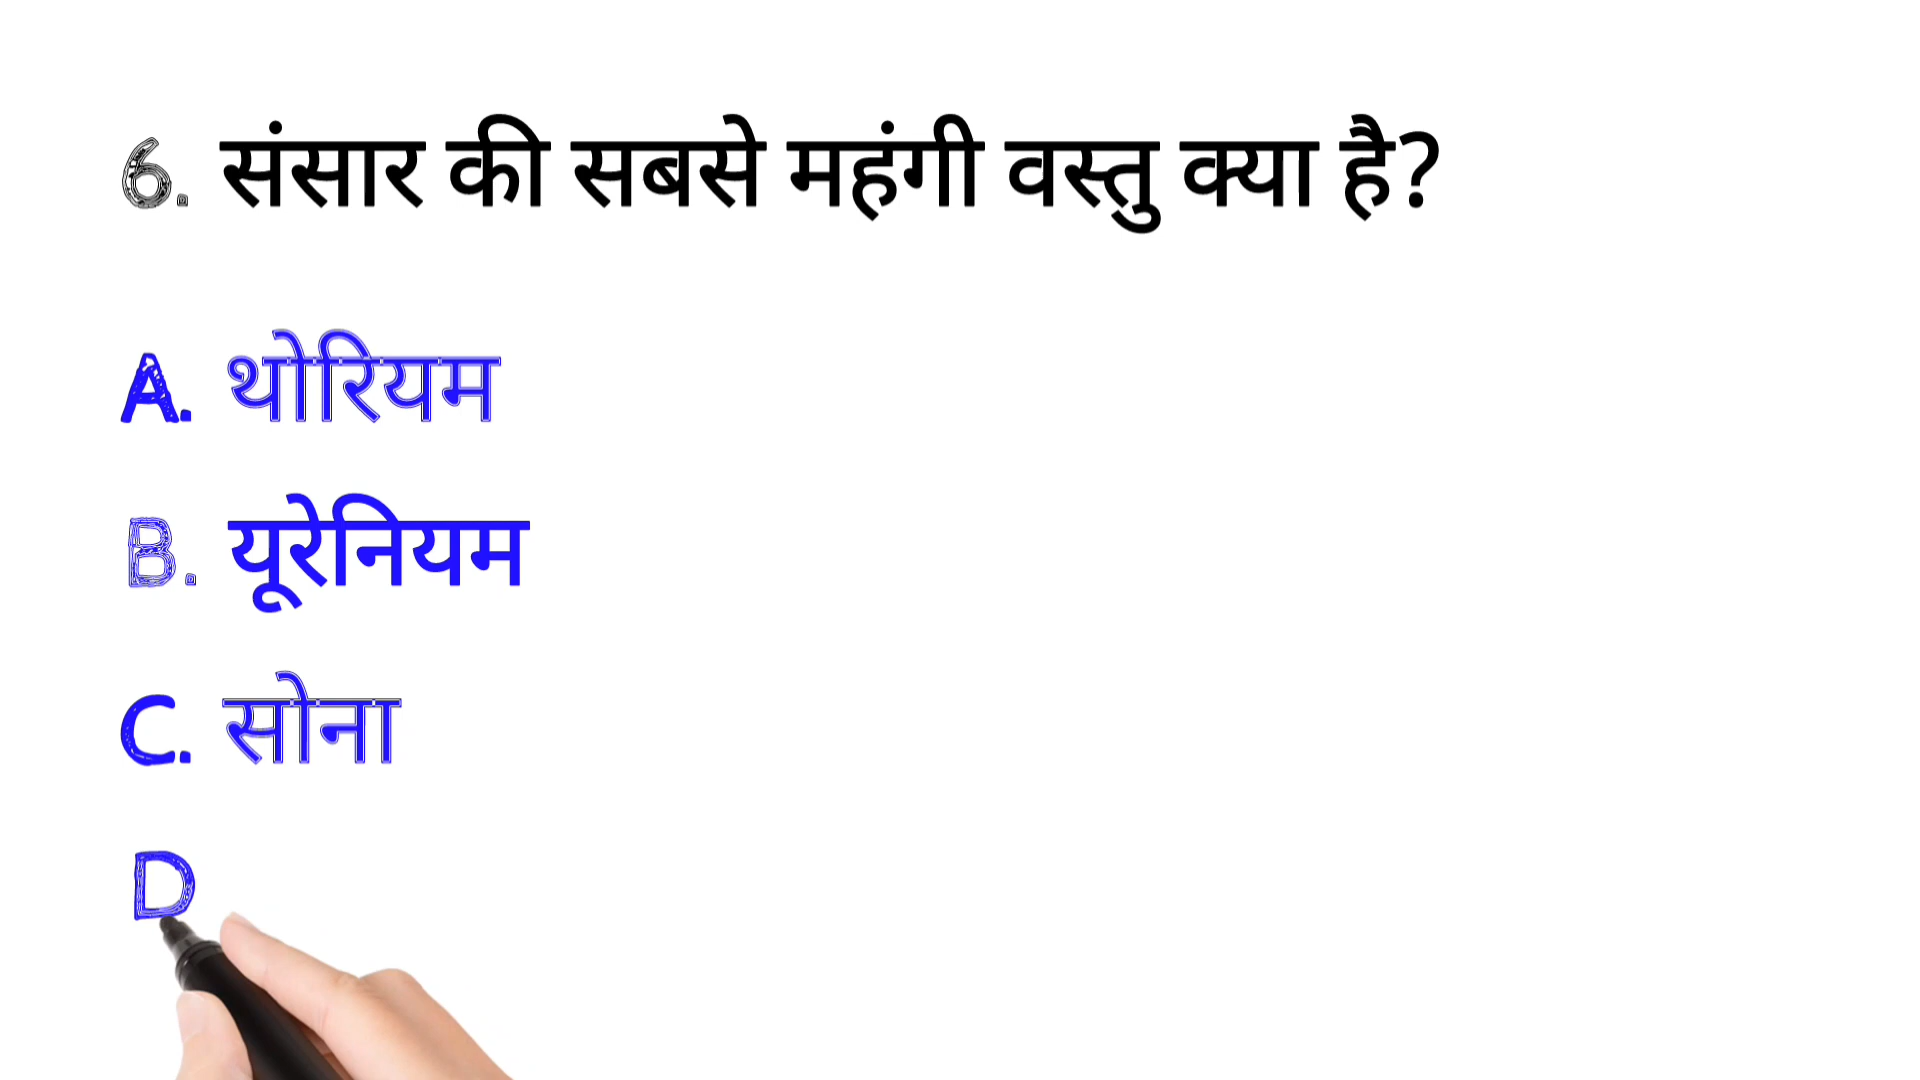 6. संसार की सबसे महंगी वस्तु क्या है?
A. थोरियम
B. यूरेनियम
C. सोना
D